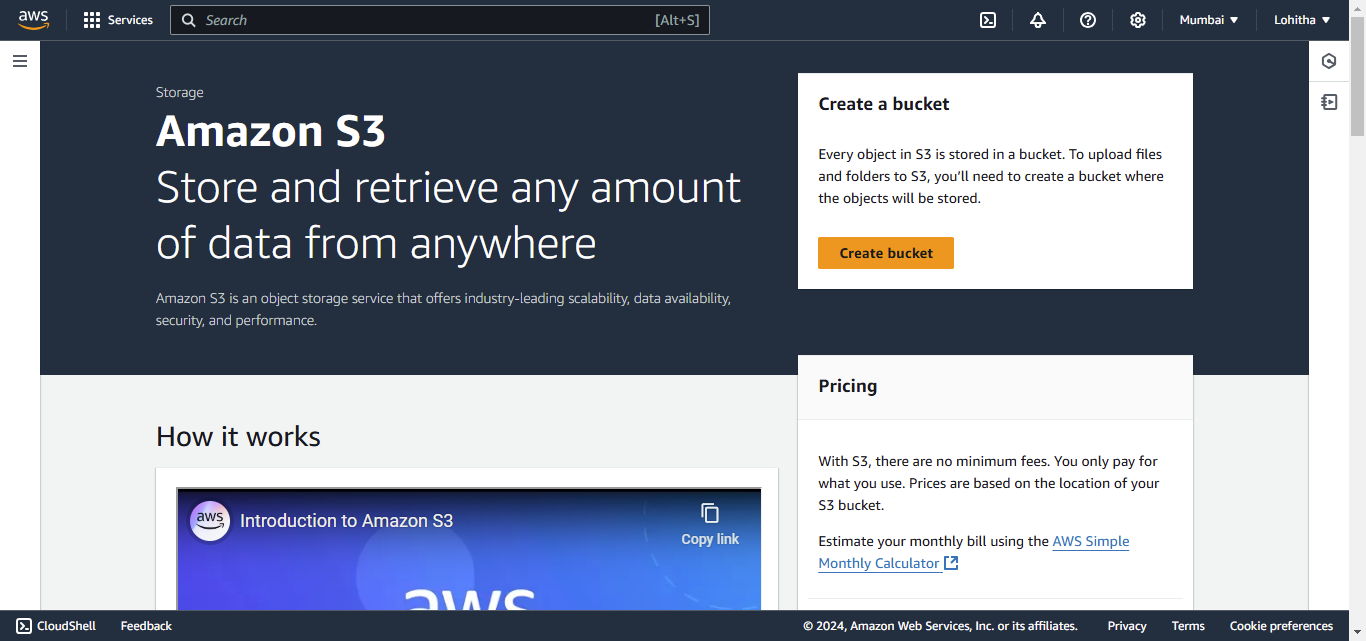 aws
Services
Search
[Alt+S]
Mumbai
Lohitha
Storage
Amazon S3
Store and retrieve any amount
of data from anywhere
Amazon S3 is an object storage service that offers industry-leading scalability, data availability,
security, and performance.
Create a bucket
Every object in S3 is stored in a bucket. To upload files
and folders to S3, you’ll need to create a bucket where
the objects will be stored.
Create bucket
How it works
aws
Introduction to Amazon S3
Copy link
aws
Pricing
With S3, there are no minimum fees. You only pay for
what you use. Prices are based on the location of your
S3 bucket.
Estimate your monthly bill using the AWS Simple
Monthly Calculator
CloudShell
Feedback
© 2024, Amazon Web Services, Inc. or its affiliates.
Privacy
Terms
Cookie preferences